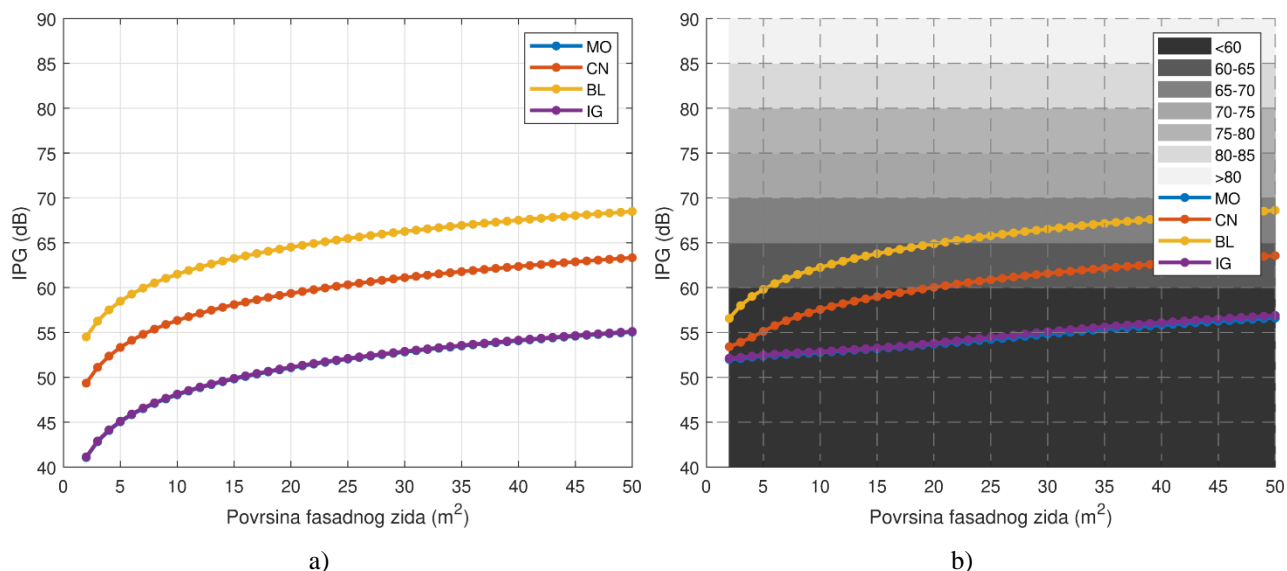 90
85
80
75
70
65
60
55
50
45
40
IPG (dB)
0 5 10 15 20 25 30 35 40 45 50
Povrsina fasadnog zida (m²)
MO
CN
BL
IG
a)
90
85
80
75
70
65
60
55
50
45
40
IPG (dB)
0 5 10 15 20 25 30 35 40 45 50
Povrsina fasadnog zida (m²)
<60
60-65
65-70
70-75
75-80
80-85
>80
MO
CN
BL
IG
b)